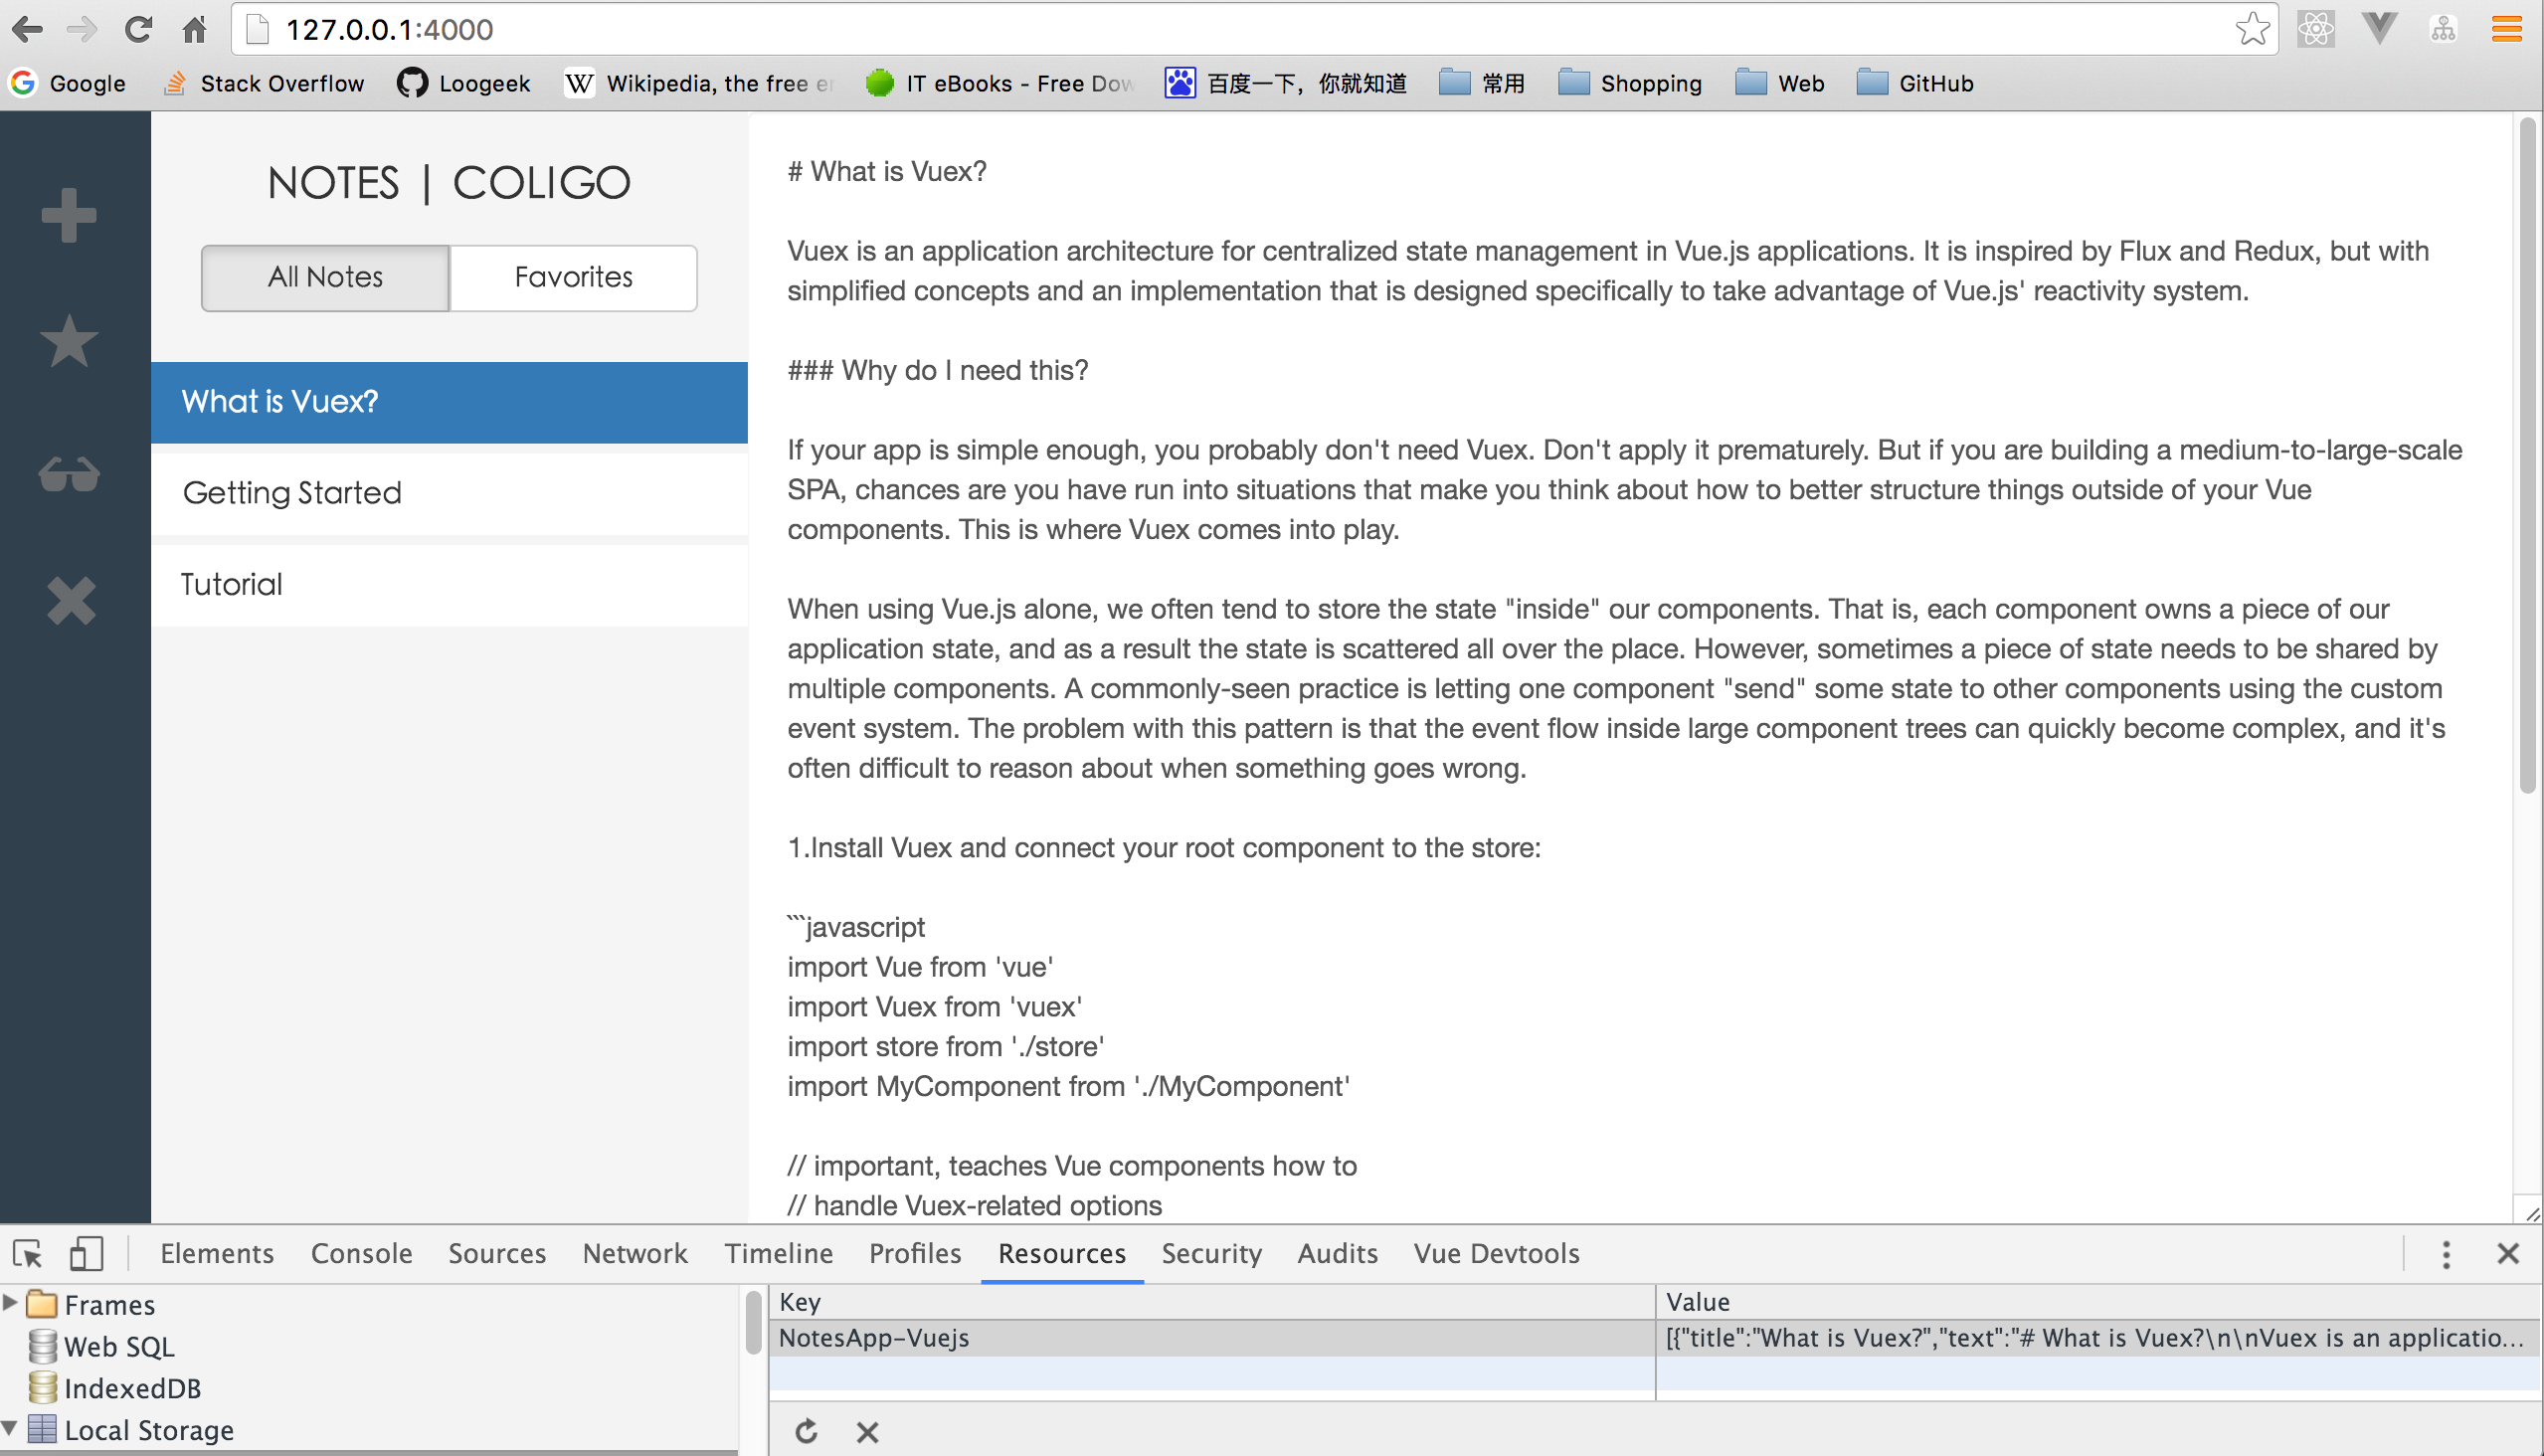 127.0.0.1:4000
Google Stack Overflow Loogeek Wikipedia, the free IT eBooks - Free 百度一下，你就知道 常用 Shopping Web GitHub
NOTES | COLIGO
All Notes Favorites
What is Vuex?
Getting Started
Tutorial
# What is Vuex?
Vuex is an application architecture for centralized state management in Vue.js applications. It is inspired by Flux and Redux, but with
simplified concepts and an implementation that is designed specifically to take advantage of Vue.js' reactivity system.
### Why do I need this?
If your app is simple enough, you probably don't need Vuex. Don't apply it prematurely. But if you are building a medium-to-large-scale
SPA, chances are you have run into situations that make you think about how to better structure things outside of your Vue
components. This is where Vuex comes into play.
When using Vue.js alone, we often tend to store the state "inside" our components. That is, each component owns a piece of our
application state, and as a result the state is scattered all over the place. However, sometimes a piece of state needs to be shared by
multiple components. A commonly-seen practice is letting one component "send" some state to other components using the custom
event system. The problem with this pattern is that the event flow inside large component trees can quickly become complex, and it's
often difficult to reason about when something goes wrong.
1.Install Vuex and connect your root component to the store:
```javascript
import Vue from 'vue'
import Vuex from 'vuex'
import store from './store'
import MyComponent from './MyComponent'
// important, teaches Vue components how to
// handle Vuex-related options
Elements Console Sources Network Timeline Profiles Resources Security Audits Vue Devtools
Frames
Web SQL
IndexedDB
Local Storage
Key Value
NotesApp-Vuejs [{"title":"What is Vuex?","text":"# What is Vuex?\n\nVuex is an applicatio...